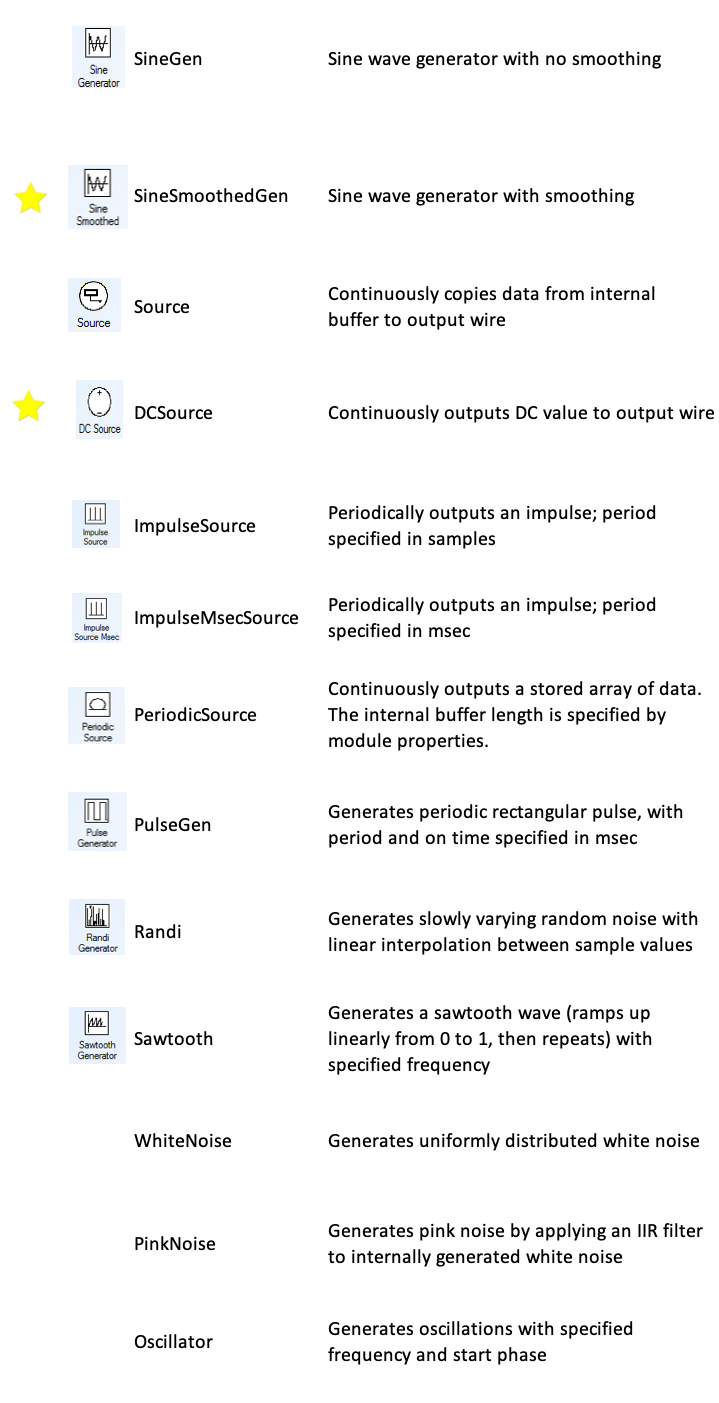 Sine
Generator
SineGen
Sine wave generator with no smoothing
Sine
Smoothed
SineSmoothedGen
Sine wave generator with smoothing
Source
Source
Continuously copies data from internal
buffer to output wire
DC Source
DCSource
Continuously outputs DC value to output wire
Impulse
Source
ImpulseSource
Periodically outputs an impulse; period
specified in samples
Impulse
Source Msec
ImpulseMsecSource
Periodically outputs an impulse; period
specified in msec
Periodic
Source
PeriodicSource
Continuously outputs a stored array of data.
The internal buffer length is specified by
module properties.
Pulse
Generator
PulseGen
Generates periodic rectangular pulse, with
period and on time specified in msec
Randi
Generator
Randi
Generates slowly varying random noise with
linear interpolation between sample values
Sawtooth
Generator
Sawtooth
Generates a sawtooth wave (ramps up
linearly from 0 to 1, then repeats) with
specified frequency
WhiteNoise
Generates uniformly distributed white noise
PinkNoise
Generates pink noise by applying an IIR filter
to internally generated white noise
Oscillator
Generates oscillations with specified
frequency and start phase